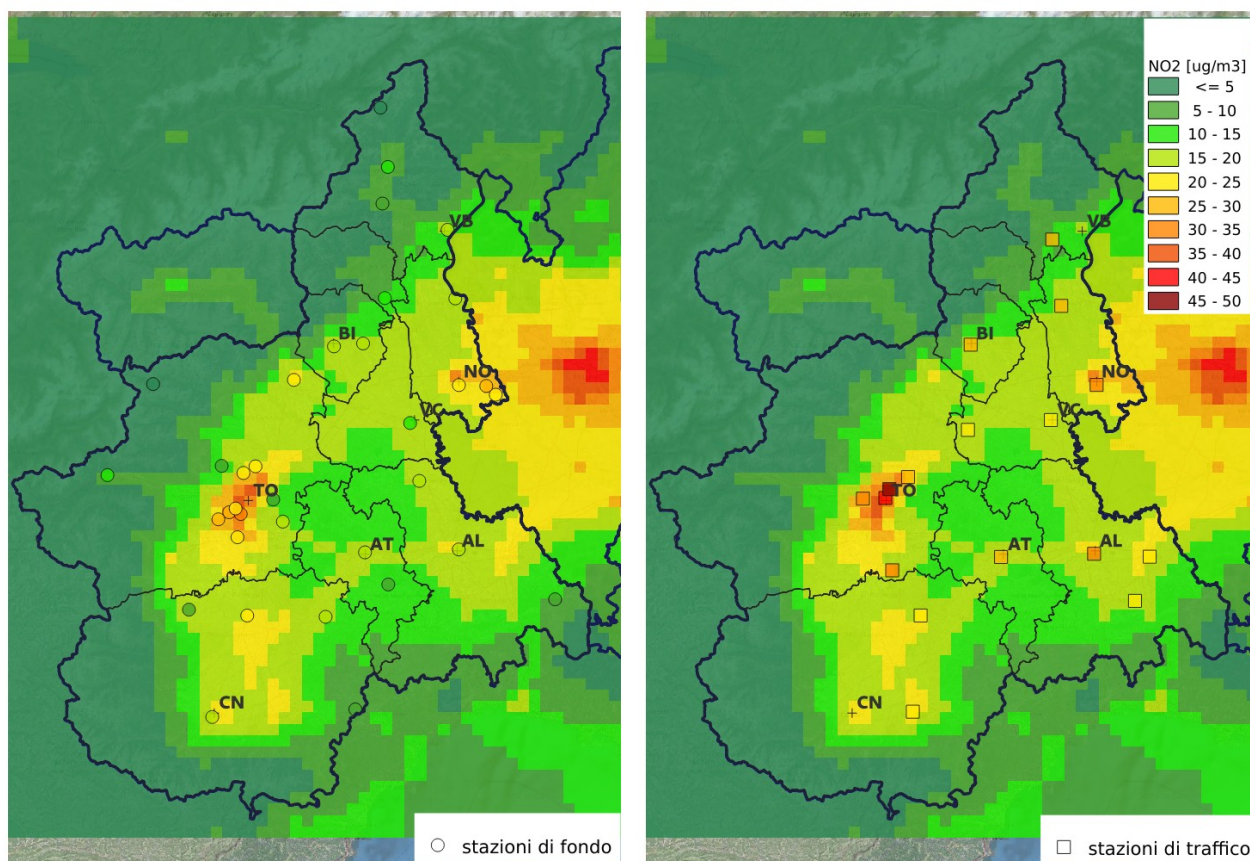 VB
BI
NO
VC
TO
AT
AL
CN
stazioni di fondo
NO2 [ug/m3]
<= 5
5 - 10
10 - 15
15 - 20
20 - 25
25 - 30
30 - 35
35 - 40
40 - 45
45 - 50
VB
BI
NO
VC
TO
AT
AL
CN
stazioni di traffico